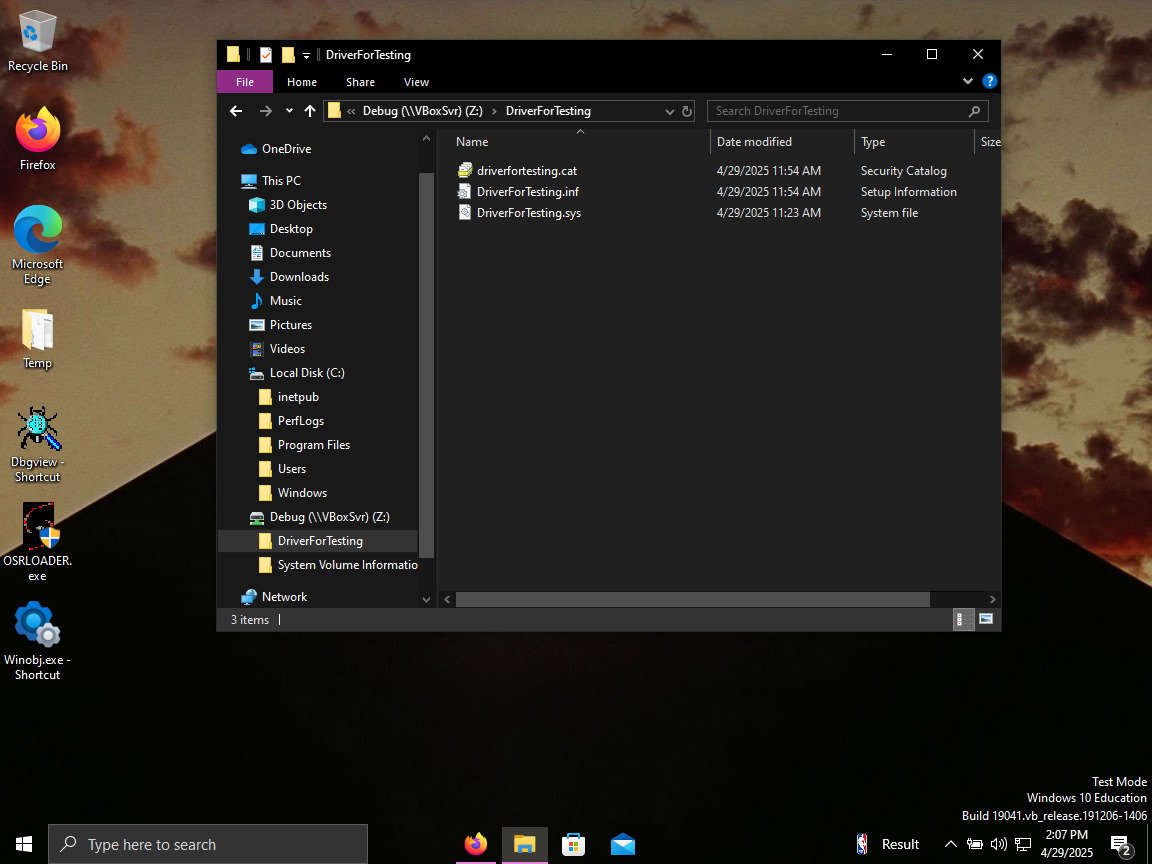 Recycle Bin
Firefox
Microsoft
Edge
Temp
Dbgview -
Shortcut
OSRLOADER.
exe
Winobj.exe -
Shortcut
DriverForTesting
File Home Share View
« Debug (\\VBoxSvr) (Z:) › DriverForTesting
Search DriverForTesting
OneDrive
This PC
3D Objects
Desktop
Documents
Downloads
Music
Pictures
Videos
Local Disk (C:)
inetpub
PerfLogs
Program Files
Users
Windows
Debug (\\VBoxSvr) (Z:)
DriverForTesting
System Volume Informatio
Network
Name Date modified Type Size
driverfortesting.cat 4/29/2025 11:54 AM Security Catalog
DriverForTesting.inf 4/29/2025 11:54 AM Setup Information
DriverForTesting.sys 4/29/2025 11:23 AM System file
3 items
Test Mode
Windows 10 Education
Build 19041.vb_release.191206-1406
Type here to search
Result
2:07 PM
4/29/2025
2